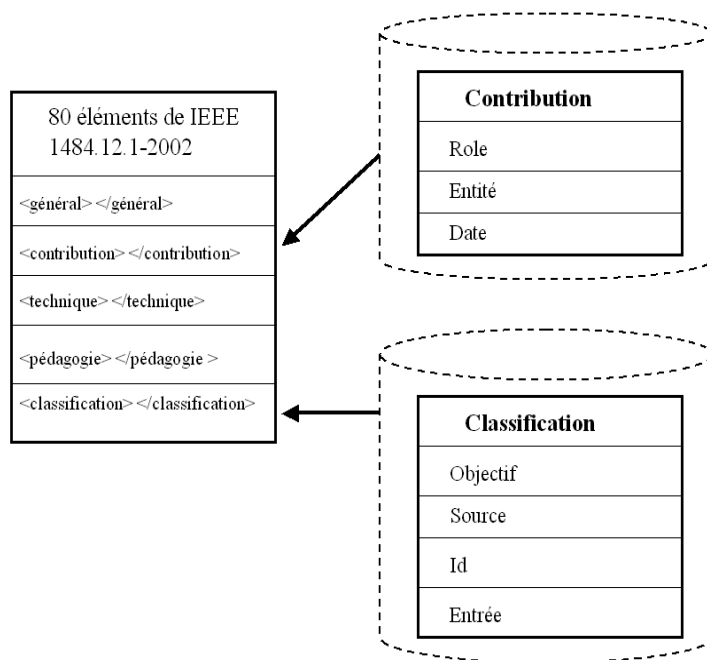 80 éléments de IEEE
1484.12.1-2002
<général></général>
<contribution></contribution>
<technique></technique>
<pédagogie></pédagogie >
<classification></classification>
Contribution
Role
Entité
Date
Classification
Objectif
Source
Id
Entrée